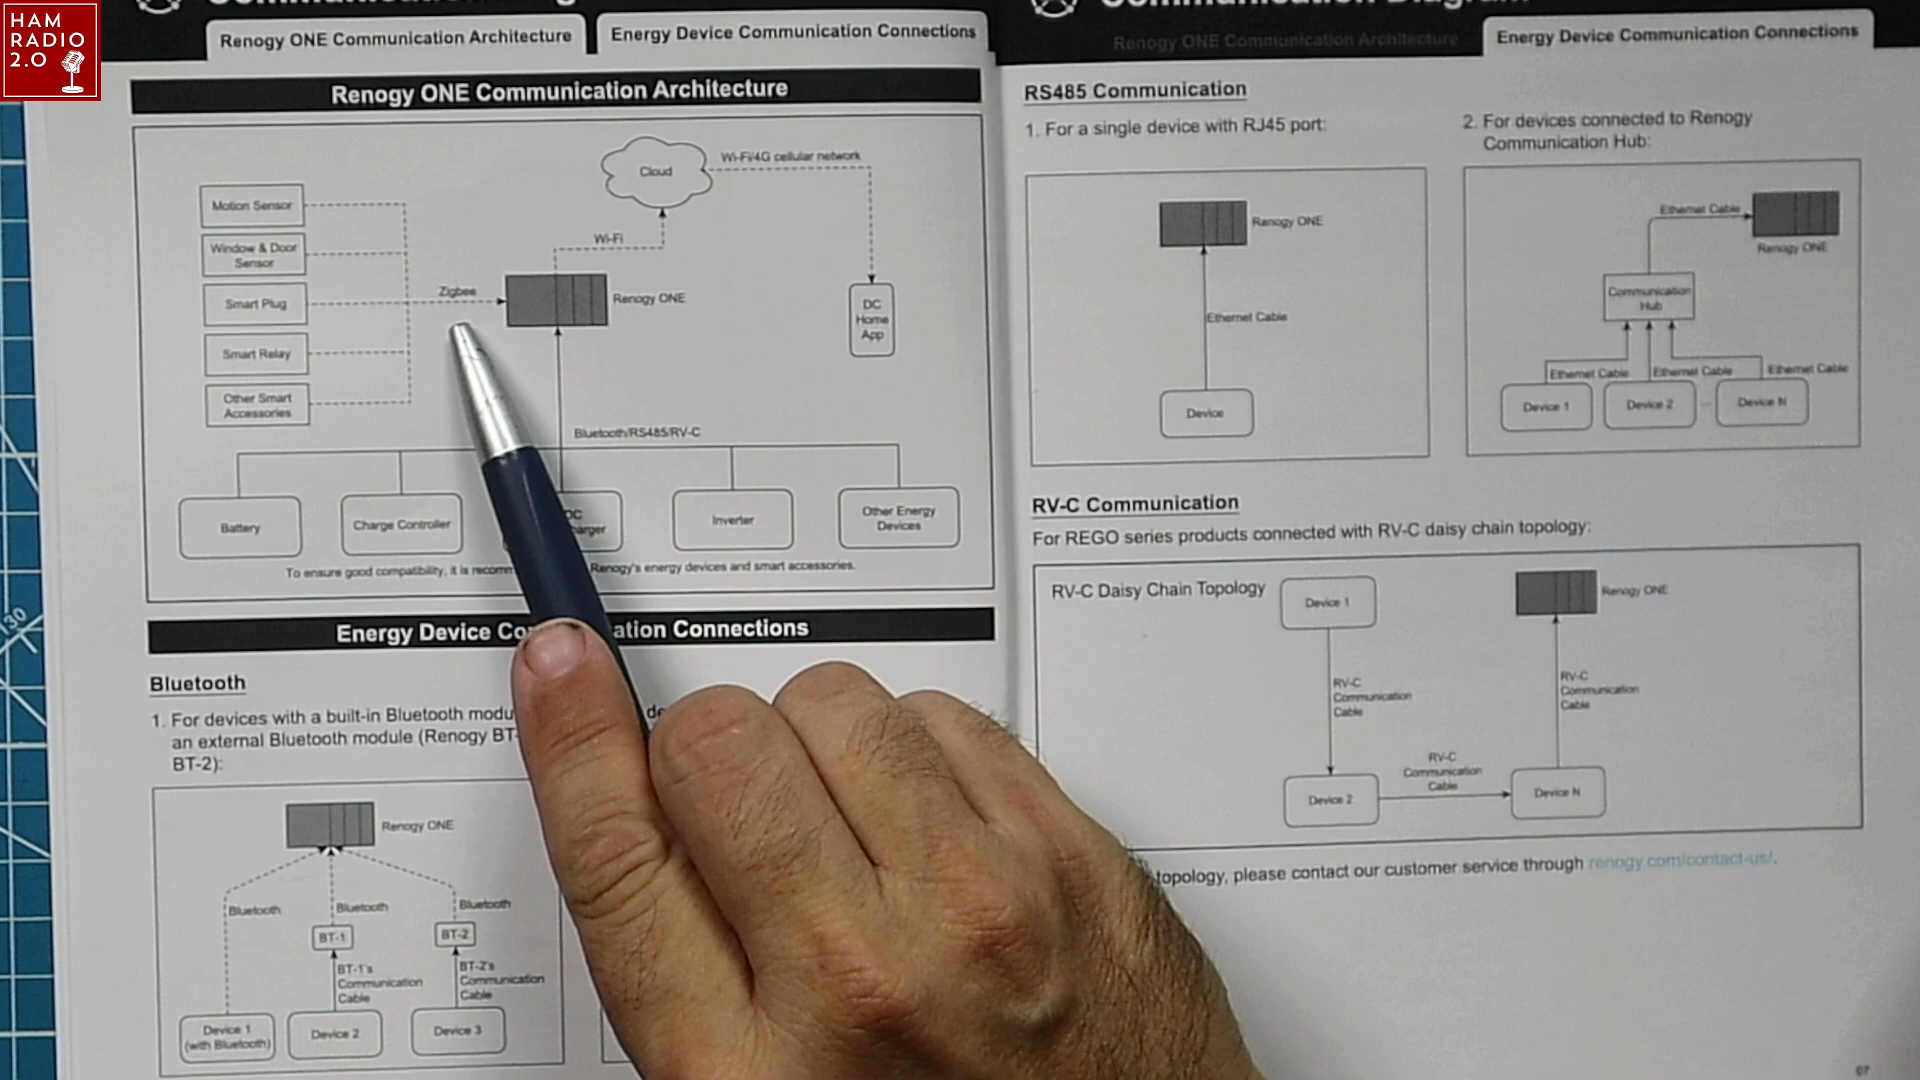 HAM
RADIO
2.0
Renogy ONE Communication Architecture
Energy Device Communication Connections
Renogy ONE Communication Architecture
Cloud
Wi-Fi/4G cellular network
Motion Sensor
Window & Door
Sensor
Smart Plug
Smart Relay
Other Smart
Accessories
Zigbee
Wi-Fi
Renogy ONE
DC
Home
App
Bluetooth/RS485/RV-C
Battery
Charge Controller
DC
Inverter
Other Energy
Devices
To ensure good compatibility, it is Renogy's energy devices and smart accessories.
Energy Device Connections
Bluetooth
1. For devices with a built-in Bluetooth
an external Bluetooth module (Renogy
BT-2):
Renogy ONE
Bluetooth
Bluetooth
Bluetooth
BT-1
BT-2
BT-1's
Communication
Cable
BT-2's
Communication
Cable
Device 1
(with Bluetooth)
Device 2
Device 3
Communication
Renogy ONE Communication Architecture
Energy Device Communication Connections
RS485 Communication
1. For a single device with RJ45 port:
Renogy ONE
Ethernet Cable
Device
2. For devices connected to Renogy
Communication Hub:
Ethernet Cable
Renogy ONE
Communication
Hub
Ethernet Cable
Ethernet Cable
Ethernet Cable
Device 1
Device 2
Device N
RV-C Communication
For REGO series products connected with RV-C daisy chain topology:
RV-C Daisy Chain Topology
Device 1
Renogy ONE
RV-C
Communication
Cable
RV-C
Communication
Cable
RV-C
Communication
Cable
Device 2
Device N
topology, please contact our customer service through renogy.com/contact-us/.
07
130